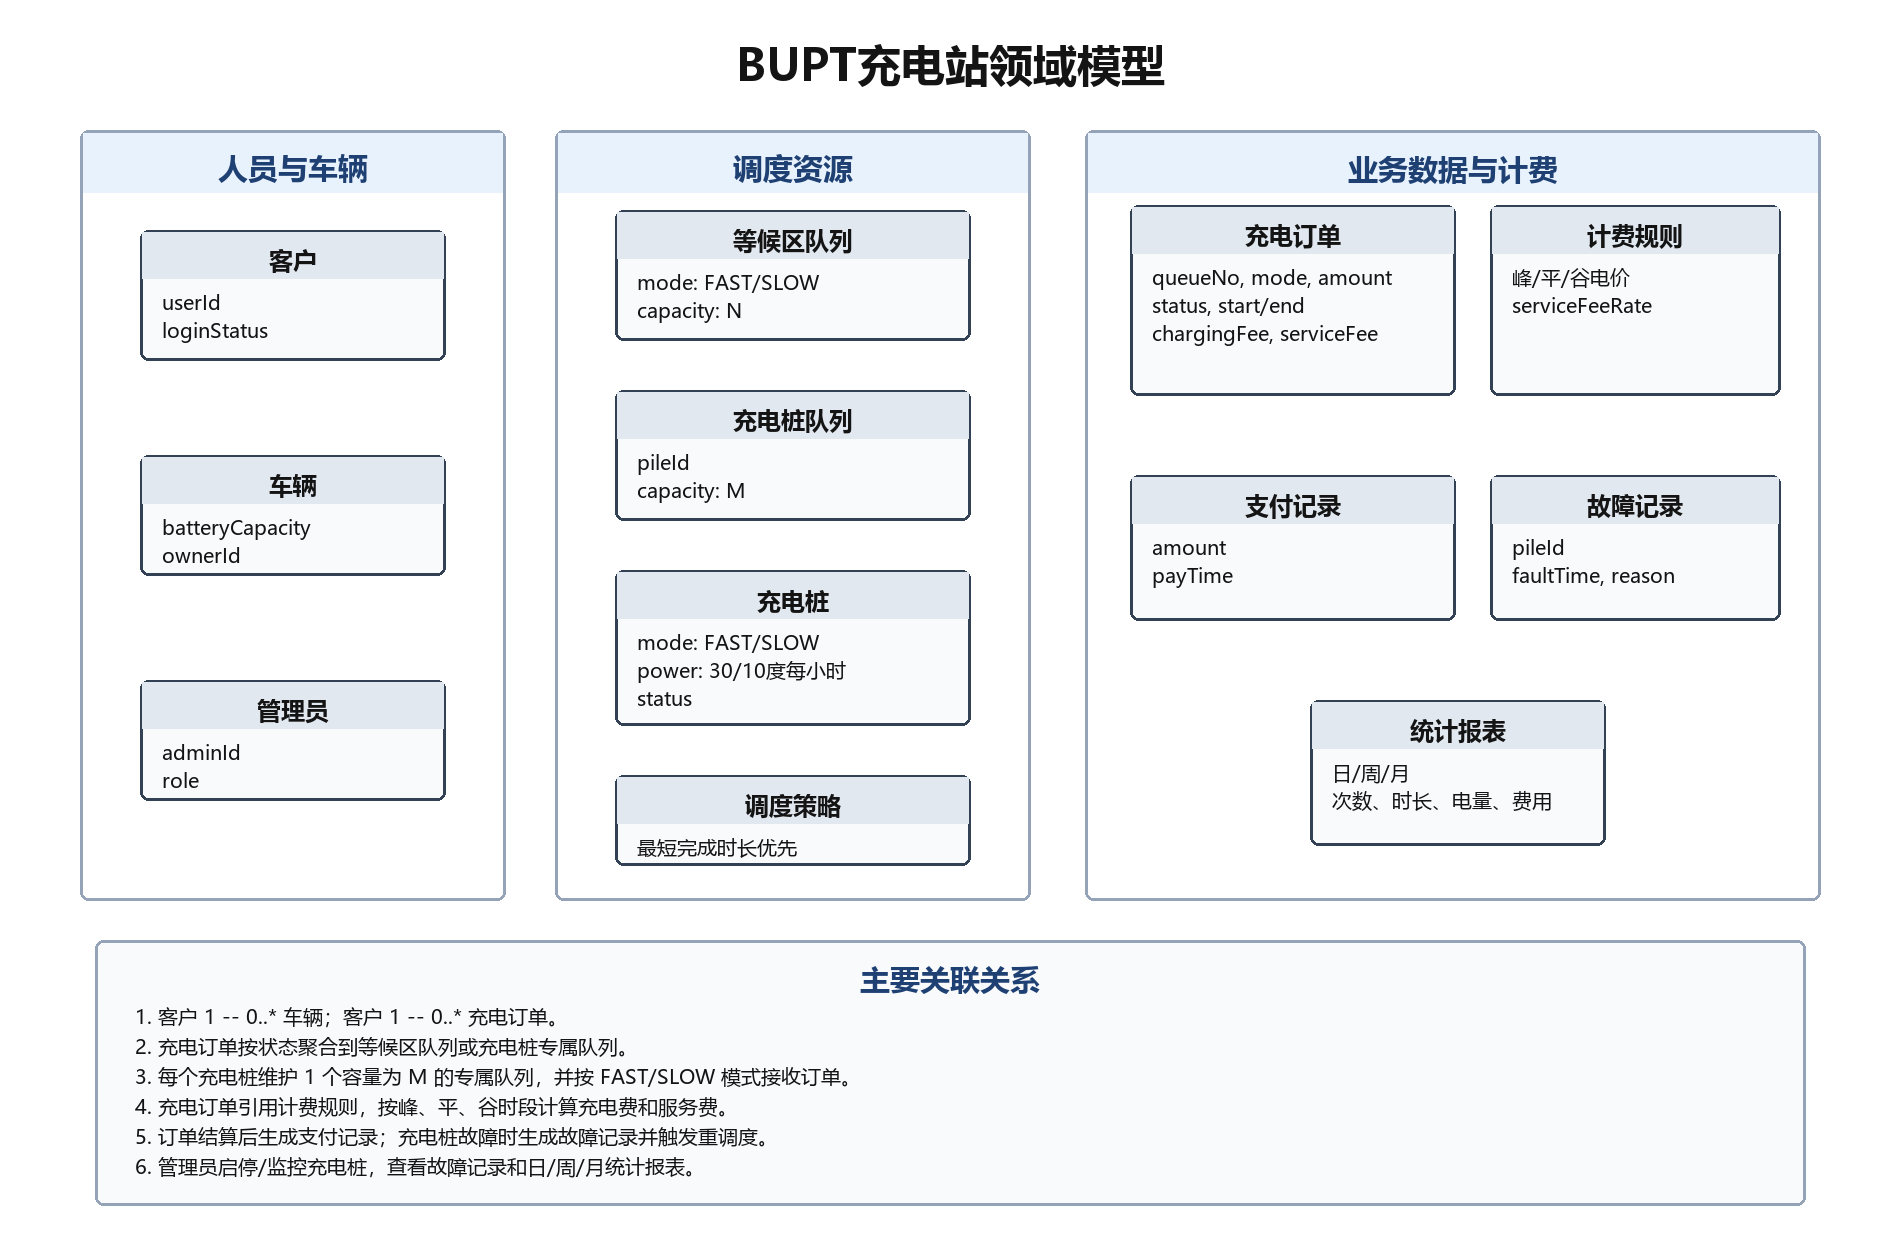 BUPT充电站领域模型
人员与车辆
客户
userId
loginStatus
车辆
batteryCapacity
ownerId
管理员
adminId
role
调度资源
等候区队列
mode: FAST/SLOW
capacity: N
充电桩队列
pileId
capacity: M
充电桩
mode: FAST/SLOW
power: 30/10度每小时
status
调度策略
最短完成时长优先
业务数据与计费
充电订单
queueNo, mode, amount
status, start/end
chargingFee, serviceFee
计费规则
峰/平/谷电价
serviceFeeRate
支付记录
amount
payTime
故障记录
pileId
faultTime, reason
统计报表
日/周/月
次数、时长、电量、费用
主要关联关系
1. 客户 1 -- 0..* 车辆；客户 1 -- 0..* 充电订单。
2. 充电订单按状态聚合到等候区队列或充电桩专属队列。
3. 每个充电桩维护 1 个容量为 M 的专属队列，并按 FAST/SLOW 模式接收订单。
4. 充电订单引用计费规则，按峰、平、谷时段计算充电费和服务费。
5. 订单结算后生成支付记录；充电桩故障时生成故障记录并触发重调度。
6. 管理员启停/监控充电桩，查看故障记录和日/周/月统计报表。